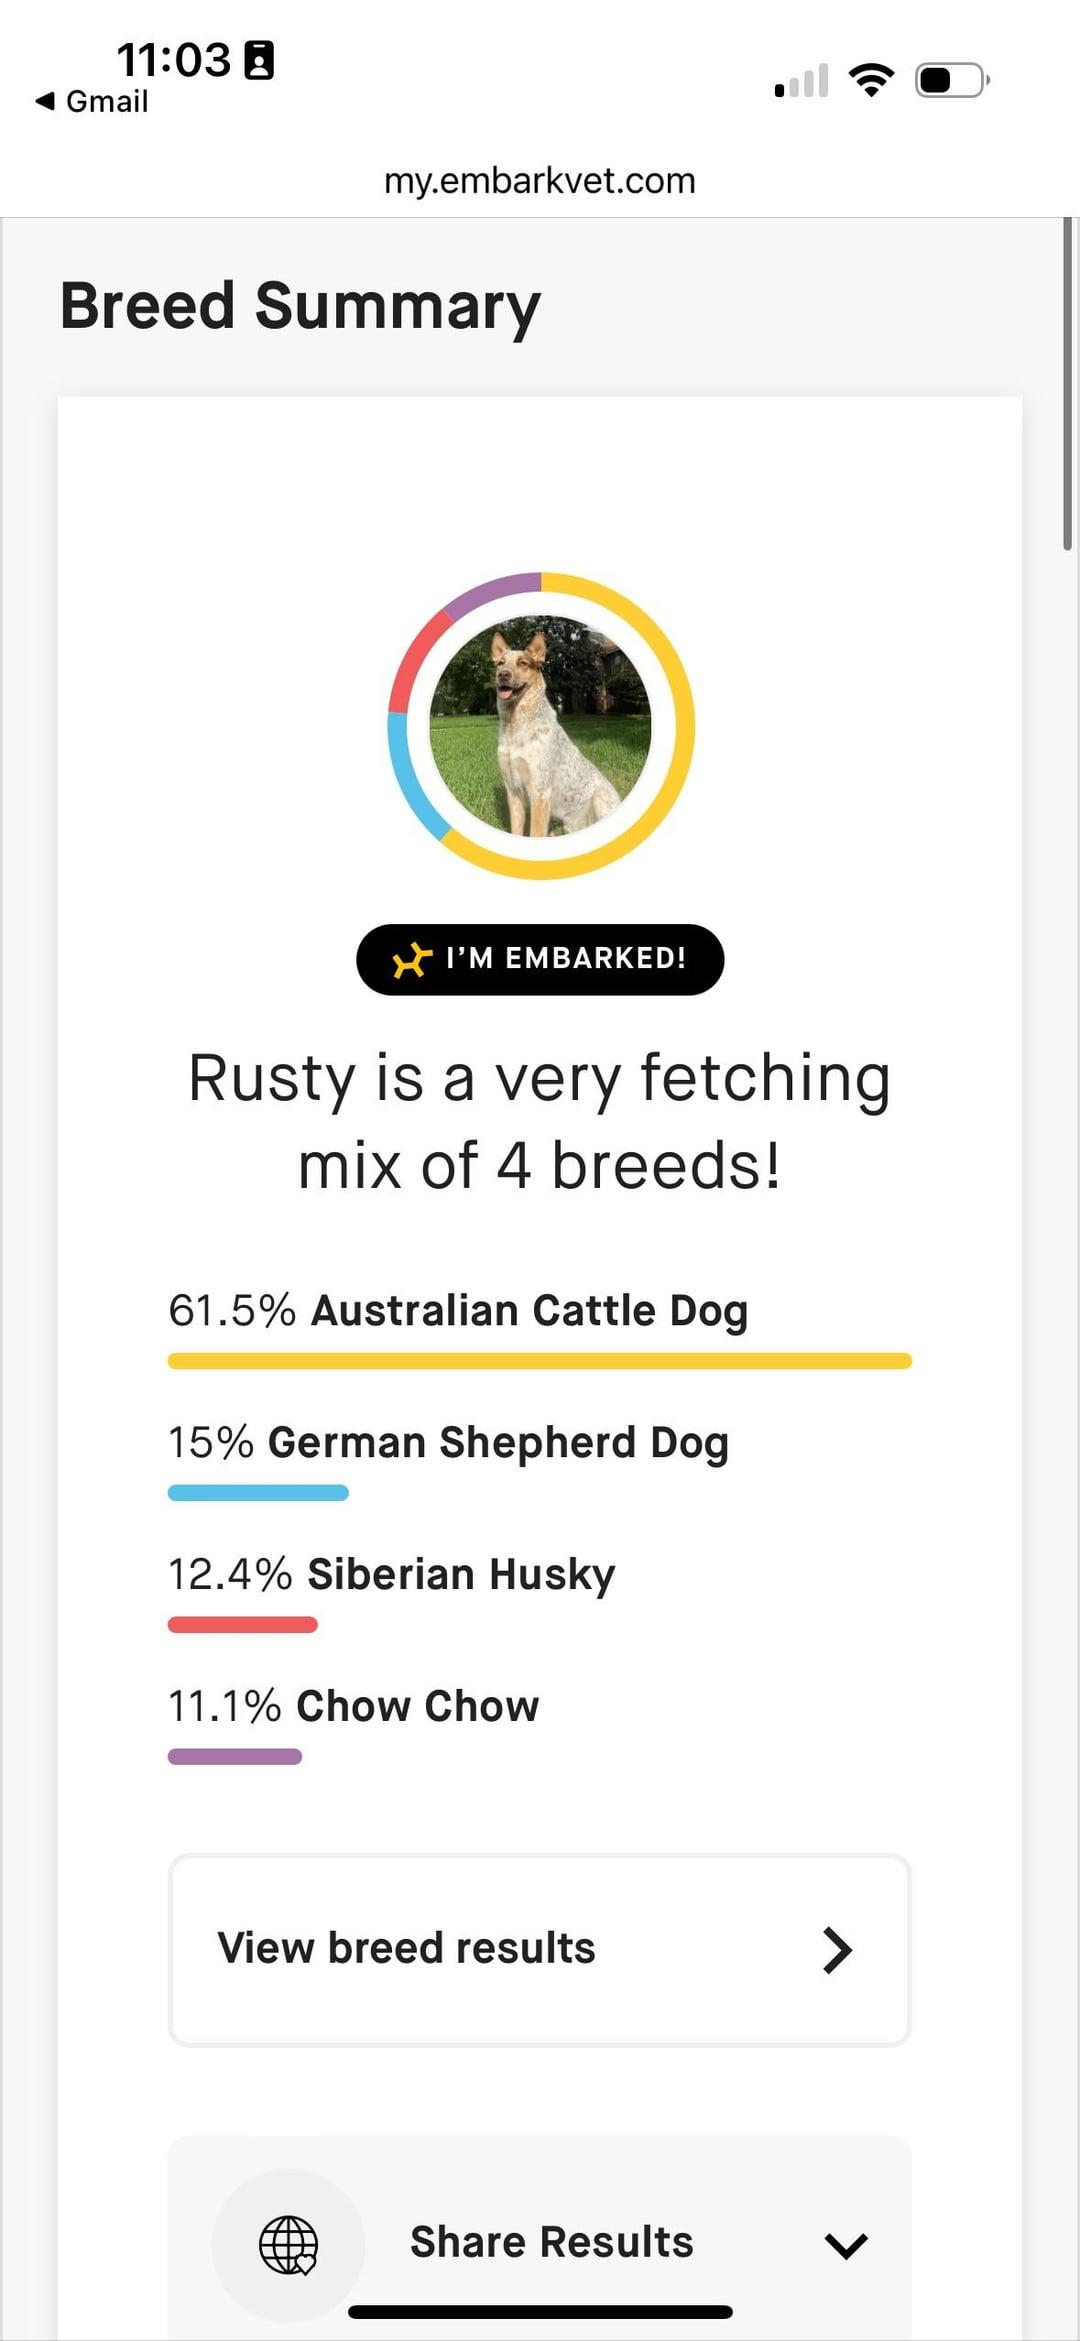 11:03
◀ Gmail
my.embarkvet.com
Breed Summary
I’M EMBARKED!
Rusty is a very fetching
mix of 4 breeds!
61.5% Australian Cattle Dog
15% German Shepherd Dog
12.4% Siberian Husky
11.1% Chow Chow
View breed results
Share Results